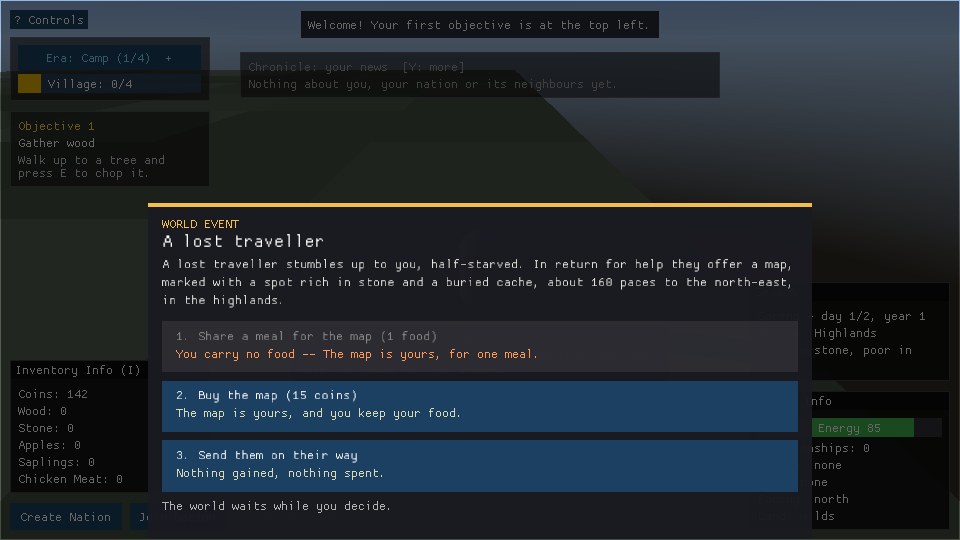 ? Controls
Welcome! Your first objective is at the top left.
Era: Camp (1/4) +
Village: 0/4
Chronicle: your news [Y: more]
Nothing about you, your nation or its neighbours yet.
Objective 1
Gather wood
Walk up to a tree and
press E to chop it.
WORLD EVENT
A lost traveller
A lost traveller stumbles up to you, half-starved. In return for help they offer a map,
marked with a spot rich in stone and a buried cache, about 160 paces to the north-east,
in the highlands.
1. Share a meal for the map (1 food)
You carry no food -- The map is yours, for one meal.
2. Buy the map (15 coins)
The map is yours, and you keep your food.
3. Send them on their way
Nothing gained, nothing spent.
The world waits while you decide.
Inventory Info (I)
Coins: 142
Wood: 0
Stone: 0
Apples: 0
Saplings: 0
Chicken Meat: 0
Create Nation
day 1/2, year 1
Highlands
stone, poor in
Energy 85
none
north